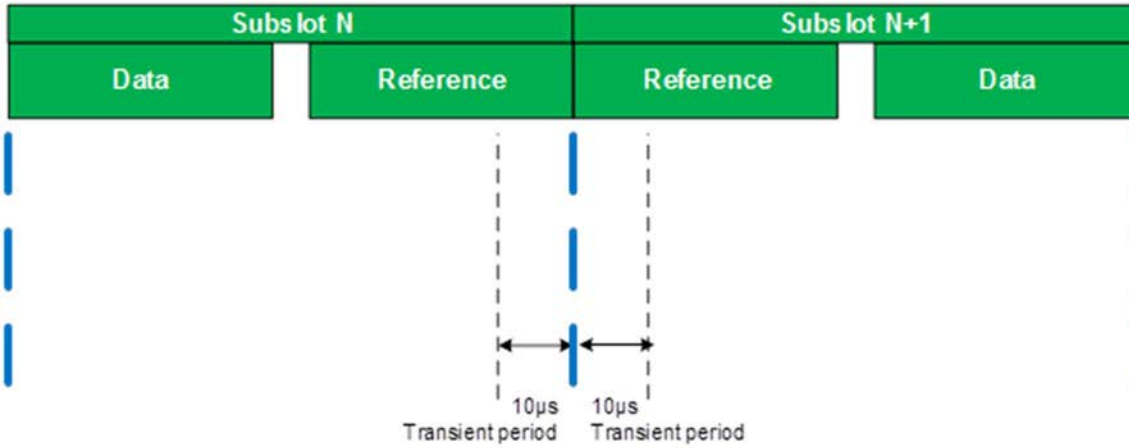 Subslot N
Subslot N+1
Data
Reference
Reference
Data
10µs
Transient period
10µs
Transient period